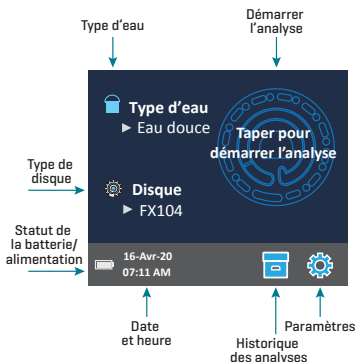 Type d'eau
Démarrer
l'analyse
Type d'eau
► Eau douce
Taper pour
démarrer l'analyse
Type de
disque
Disque
► FX104
Statut de
la batterie/
alimentation
16-Avr-20
07:11 AM
Date
et heure
Historique
des analyses
Paramètres